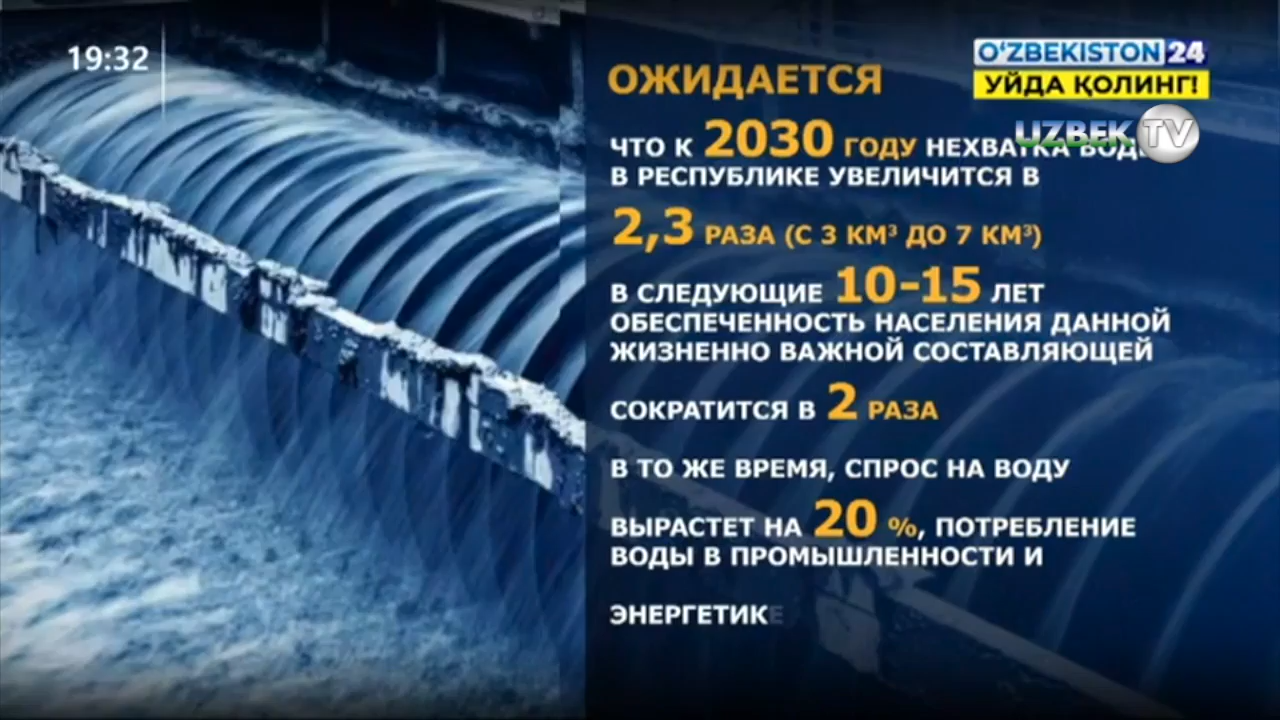 19:32
O‘ZBEKISTON 24
УЙДА ҚОЛИНГ!
UZBEK TV
ОЖИДАЕТСЯ
ЧТО К 2030 ГОДУ НЕХВАТКА ВОДЫ
В РЕСПУБЛИКЕ УВЕЛИЧИТСЯ В
2,3 РАЗА (С 3 КМ³ ДО 7 КМ³)
В СЛЕДУЮЩИЕ 10-15 ЛЕТ
ОБЕСПЕЧЕННОСТЬ НАСЕЛЕНИЯ ДАННОЙ
ЖИЗНЕННО ВАЖНОЙ СОСТАВЛЯЮЩЕЙ
СОКРАТИТСЯ В 2 РАЗА
В ТО ЖЕ ВРЕМЯ, СПРОС НА ВОДУ
ВЫРАСТЕТ НА 20 %, ПОТРЕБЛЕНИЕ
ВОДЫ В ПРОМЫШЛЕННОСТИ И
ЭНЕРГЕТИКЕ